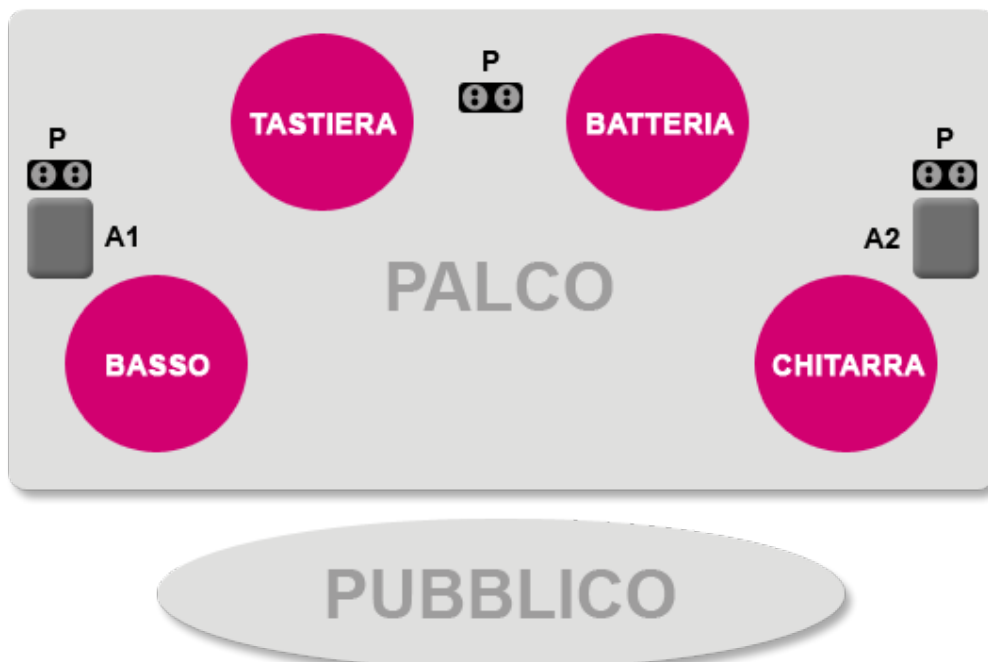 P
TASTIERA
BATTERIA
P
P
A1
A2
PALCO
BASSO
CHITARRA
PUBBLICO